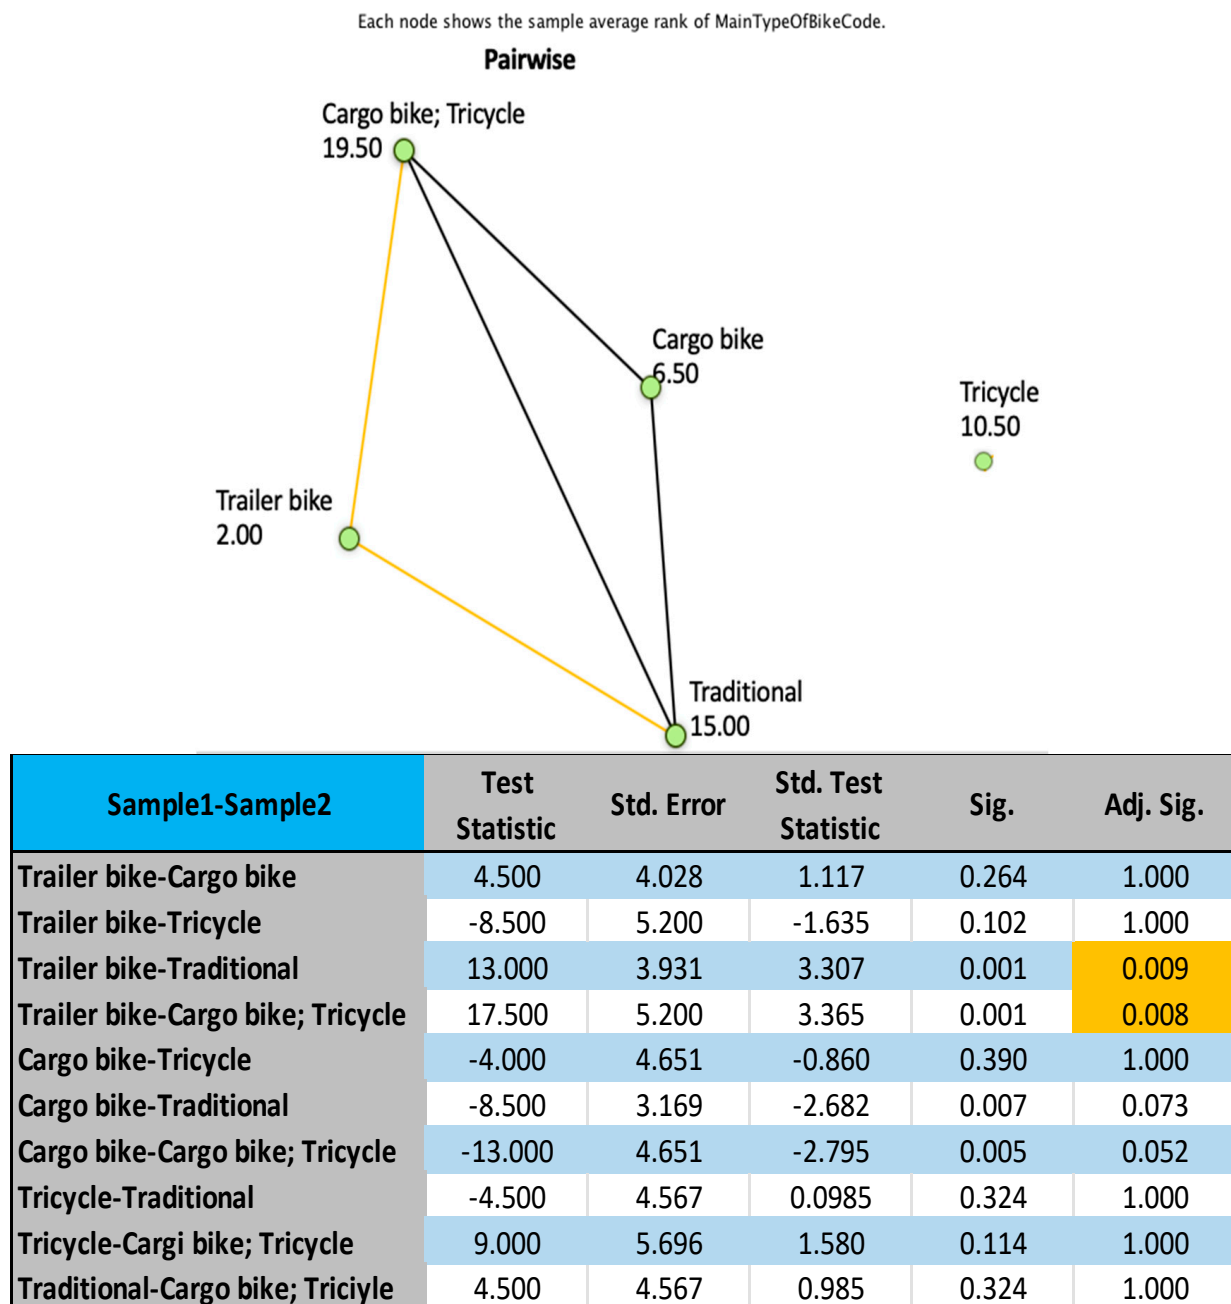 Each node shows the sample average rank of MainTypeOfBikeCode.
Pairwise
Cargo bike; Tricycle
19.50
Cargo bike
6.50
Tricycle
10.50
Trailer bike
2.00
Traditional
15.00
Sample1-Sample2 Test Statistic Std. Error Std. Test Statistic Sig. Adj. Sig.
Trailer bike-Cargo bike 4.500 4.028 1.117 0.264 1.000
Trailer bike-Tricycle -8.500 5.200 -1.635 0.102 1.000
Trailer bike-Traditional 13.000 3.931 3.307 0.001 0.009
Trailer bike-Cargo bike; Tricycle 17.500 5.200 3.365 0.001 0.008
Cargo bike-Tricycle -4.000 4.651 -0.860 0.390 1.000
Cargo bike-Traditional -8.500 3.169 -2.682 0.007 0.073
Cargo bike-Cargo bike; Tricycle -13.000 4.651 -2.795 0.005 0.052
Tricycle-Traditional -4.500 4.567 0.0985 0.324 1.000
Tricycle-Cargi bike; Tricycle 9.000 5.696 1.580 0.114 1.000
Traditional-Cargo bike; Triciyle 4.500 4.567 0.985 0.324 1.000